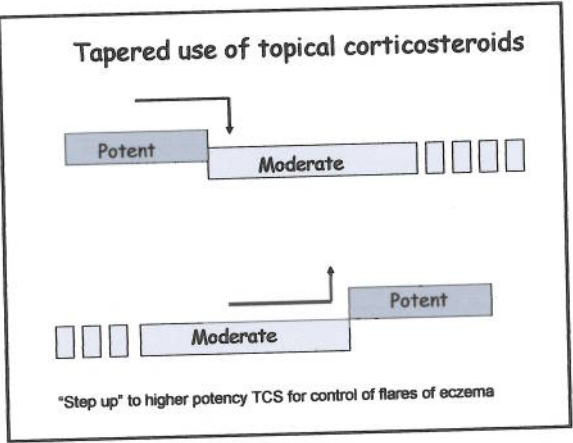 Tapered use of topical corticosteroids
Potent
Moderate
Potent
Moderate
"Step up" to higher potency TCS for control of flares of eczema